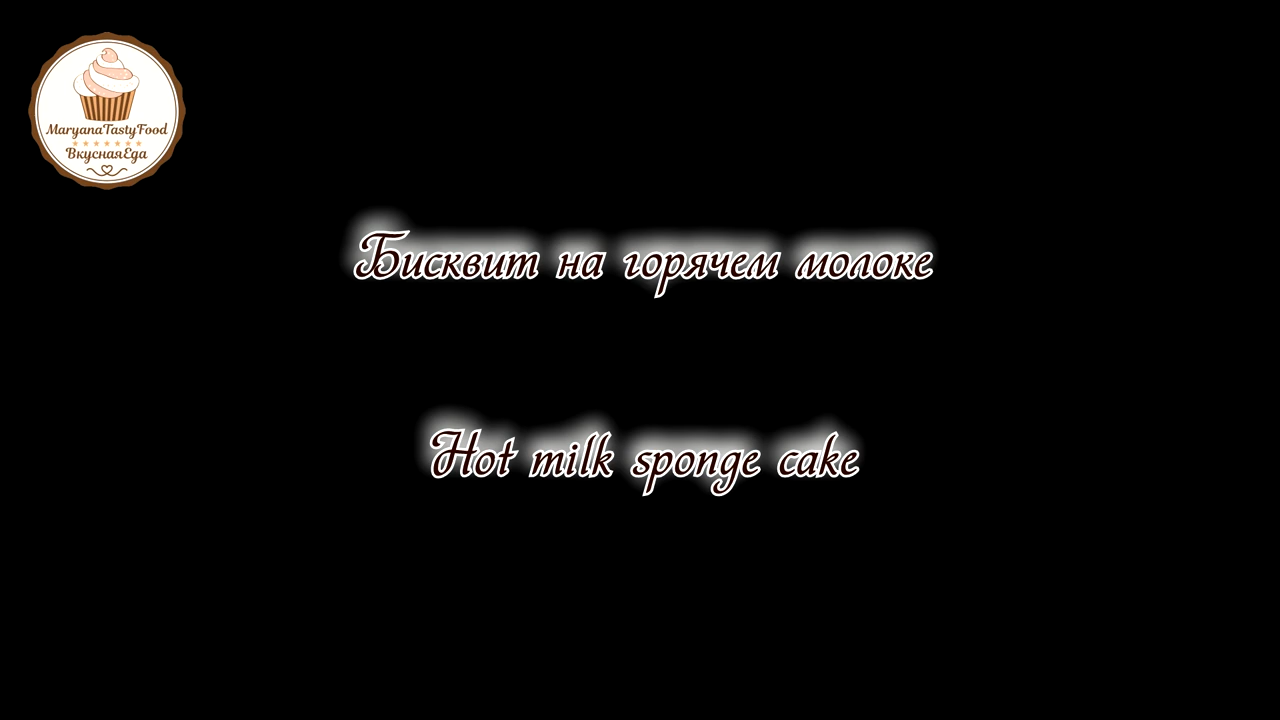 MaryanaTastyFood
ВкуснаяЕда
Бисквит на горячем молоке
Hot milk sponge cake